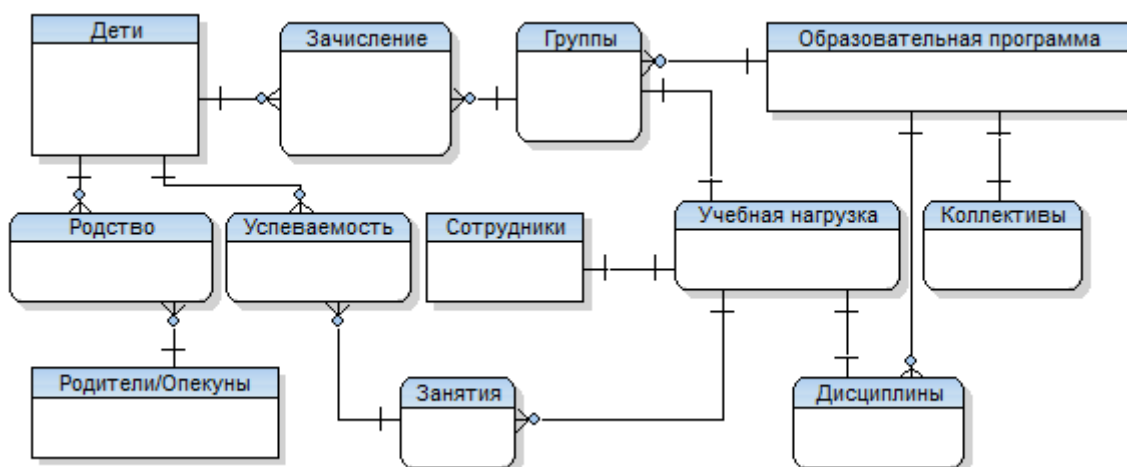 Дети
Зачисление
Группы
Образовательная программа
Родство
Успеваемость
Сотрудники
Учебная нагрузка
Коллективы
Родители/Опекуны
Занятия
Дисциплины